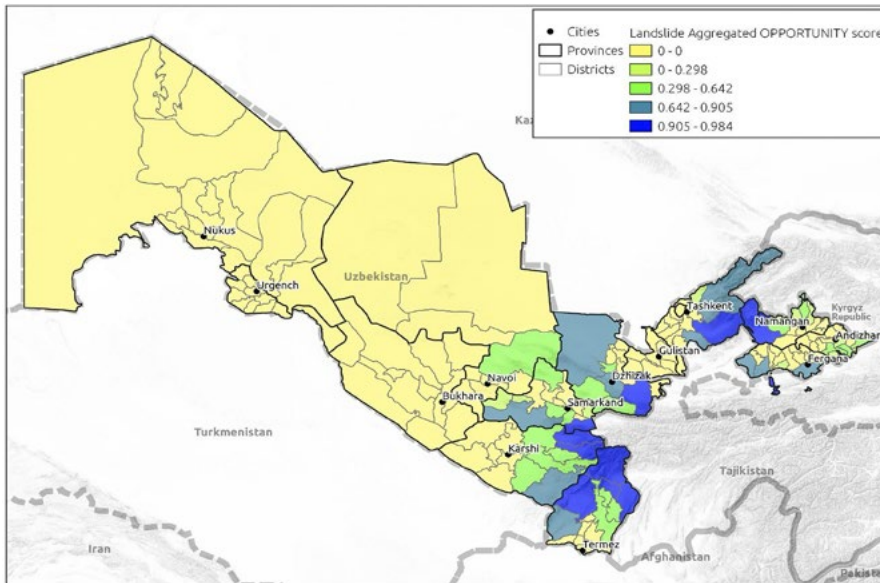 Cities
Provinces
Districts
Landslide Aggregated OPPORTUNITY score
0 - 0
0 - 0.298
0.298 - 0.642
0.642 - 0.905
0.905 - 0.984
Nukus
Urgench
Uzbekistan
Tashkent
Namangan
Kyrgyz
Republic
Andizhan
Gulistan
Fergana
Dzhizak
Navoi
Bukhara
Samarkand
Turkmenistan
Karshi
Tajikistan
Termez
Iran
Afghanistan